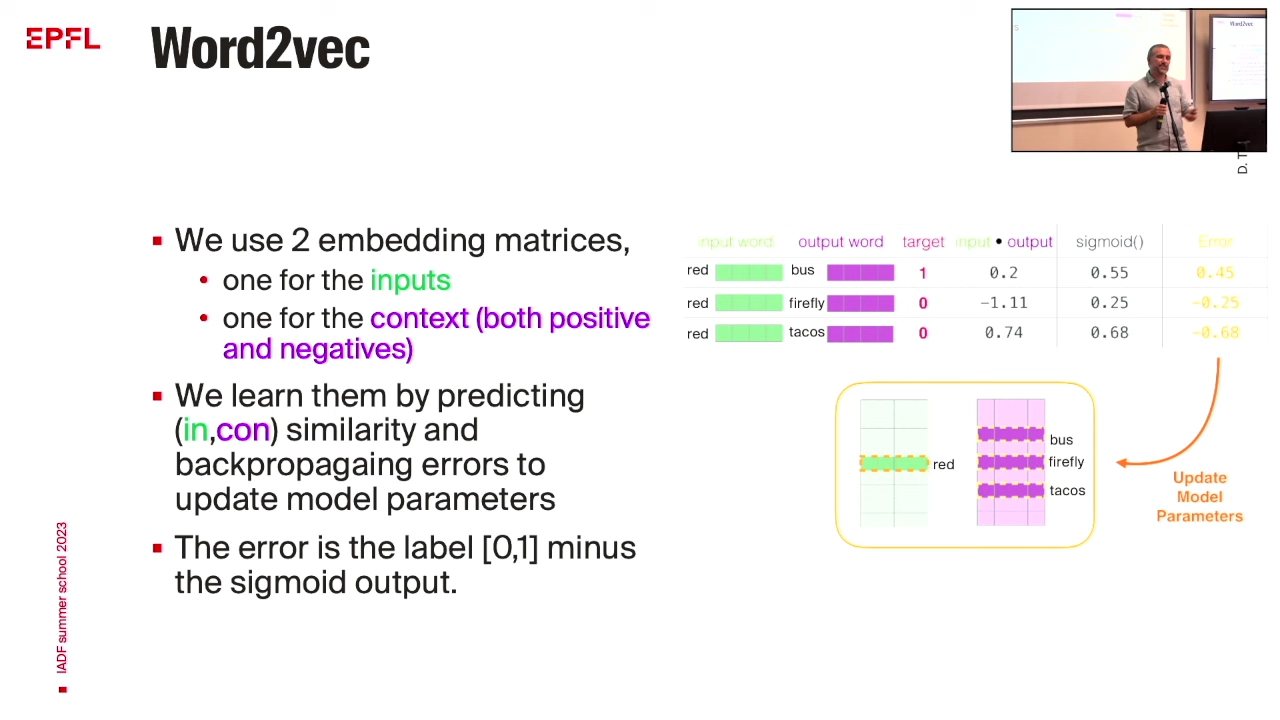 EPFL
Word2vec
D. T
We use 2 embedding matrices,
one for the inputs
one for the context (both positive
and negatives)
We learn them by predicting
(in,con) similarity and
backpropagaing errors to
update model parameters
The error is the label [0,1] minus
the sigmoid output.
input word output word target input • output sigmoid() Error
red bus 1 0.2 0.55 0.45
red firefly 0 −1.11 0.25 −0.25
red tacos 0 0.74 0.68 −0.68
red
bus
firefly
tacos
Update
Model
Parameters
IADF summer school 2023